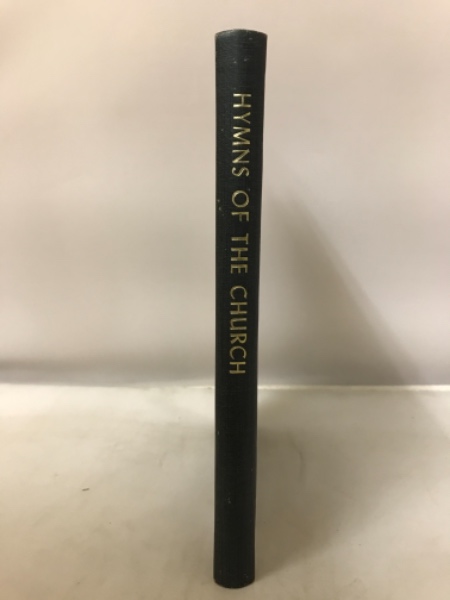 HYMNS OF THE CHURCH